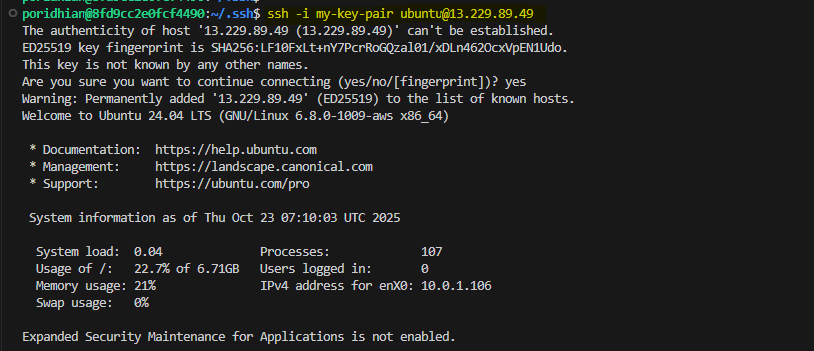 poridhian@8fd9cc2e0fcf4490:~/.ssh$
poridhian@8fd9cc2e0fcf4490:~/.ssh$ ssh -i my-key-pair ubuntu@13.229.89.49
The authenticity of host '13.229.89.49 (13.229.89.49)' can't be established.
ED25519 key fingerprint is SHA256:LF10FxLt+nY7PcrRoGQzal01/xDLn462OcxVpEN1Udo.
This key is not known by any other names.
Are you sure you want to continue connecting (yes/no/[fingerprint])? yes
Warning: Permanently added '13.229.89.49' (ED25519) to the list of known hosts.
Welcome to Ubuntu 24.04 LTS (GNU/Linux 6.8.0-1009-aws x86_64)
* Documentation:  https://help.ubuntu.com
* Management:     https://landscape.canonical.com
* Support:        https://ubuntu.com/pro
System information as of Thu Oct 23 07:10:03 UTC 2025
System load:  0.04              Processes:             107
Usage of /:   22.7% of 6.71GB   Users logged in:       0
Memory usage: 21%               IPv4 address for enX0: 10.0.1.106
Swap usage:   0%
Expanded Security Maintenance for Applications is not enabled.